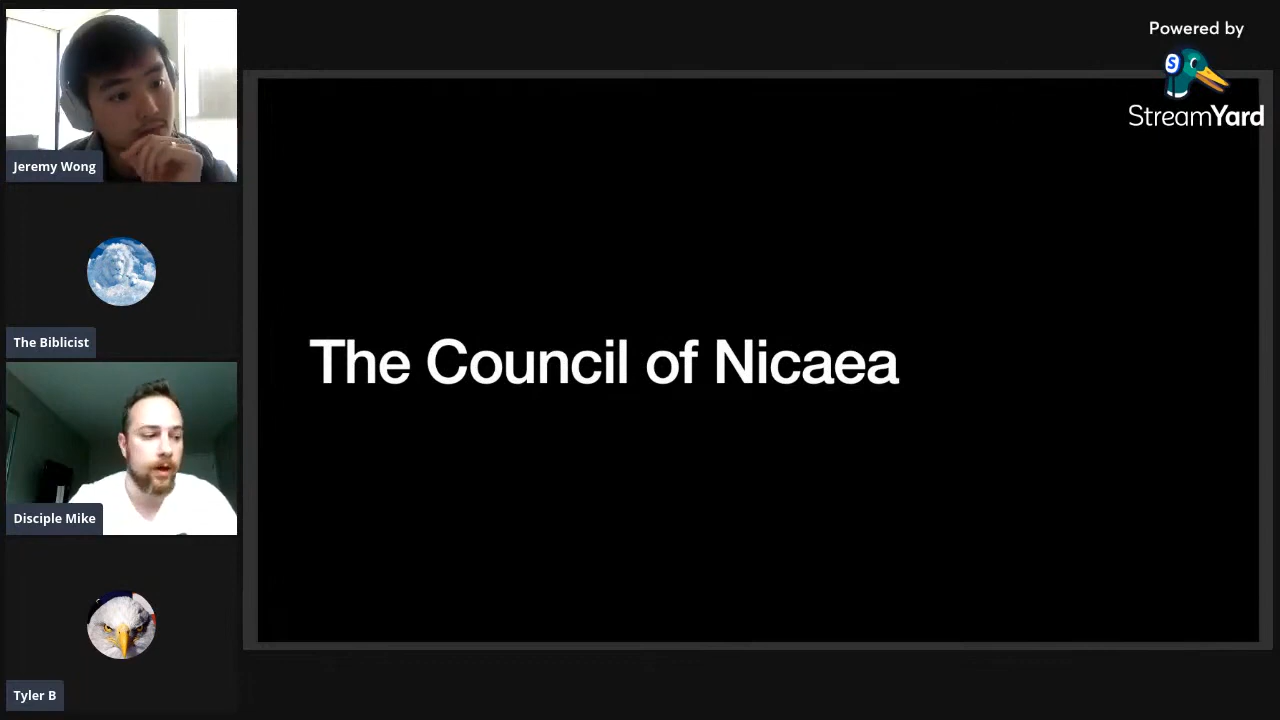 Powered by
StreamYard
Jeremy Wong
The Biblicist
The Council of Nicaea
Disciple Mike
Tyler B